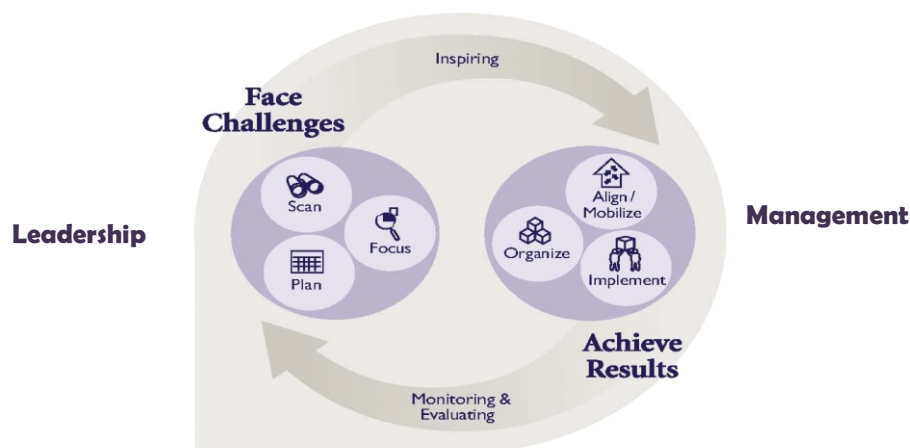 Inspiring
Face
Challenges
Scan
Focus
Plan
Align /
Mobilize
Organize
Implement
Leadership
Management
Achieve
Results
Monitoring &
Evaluating